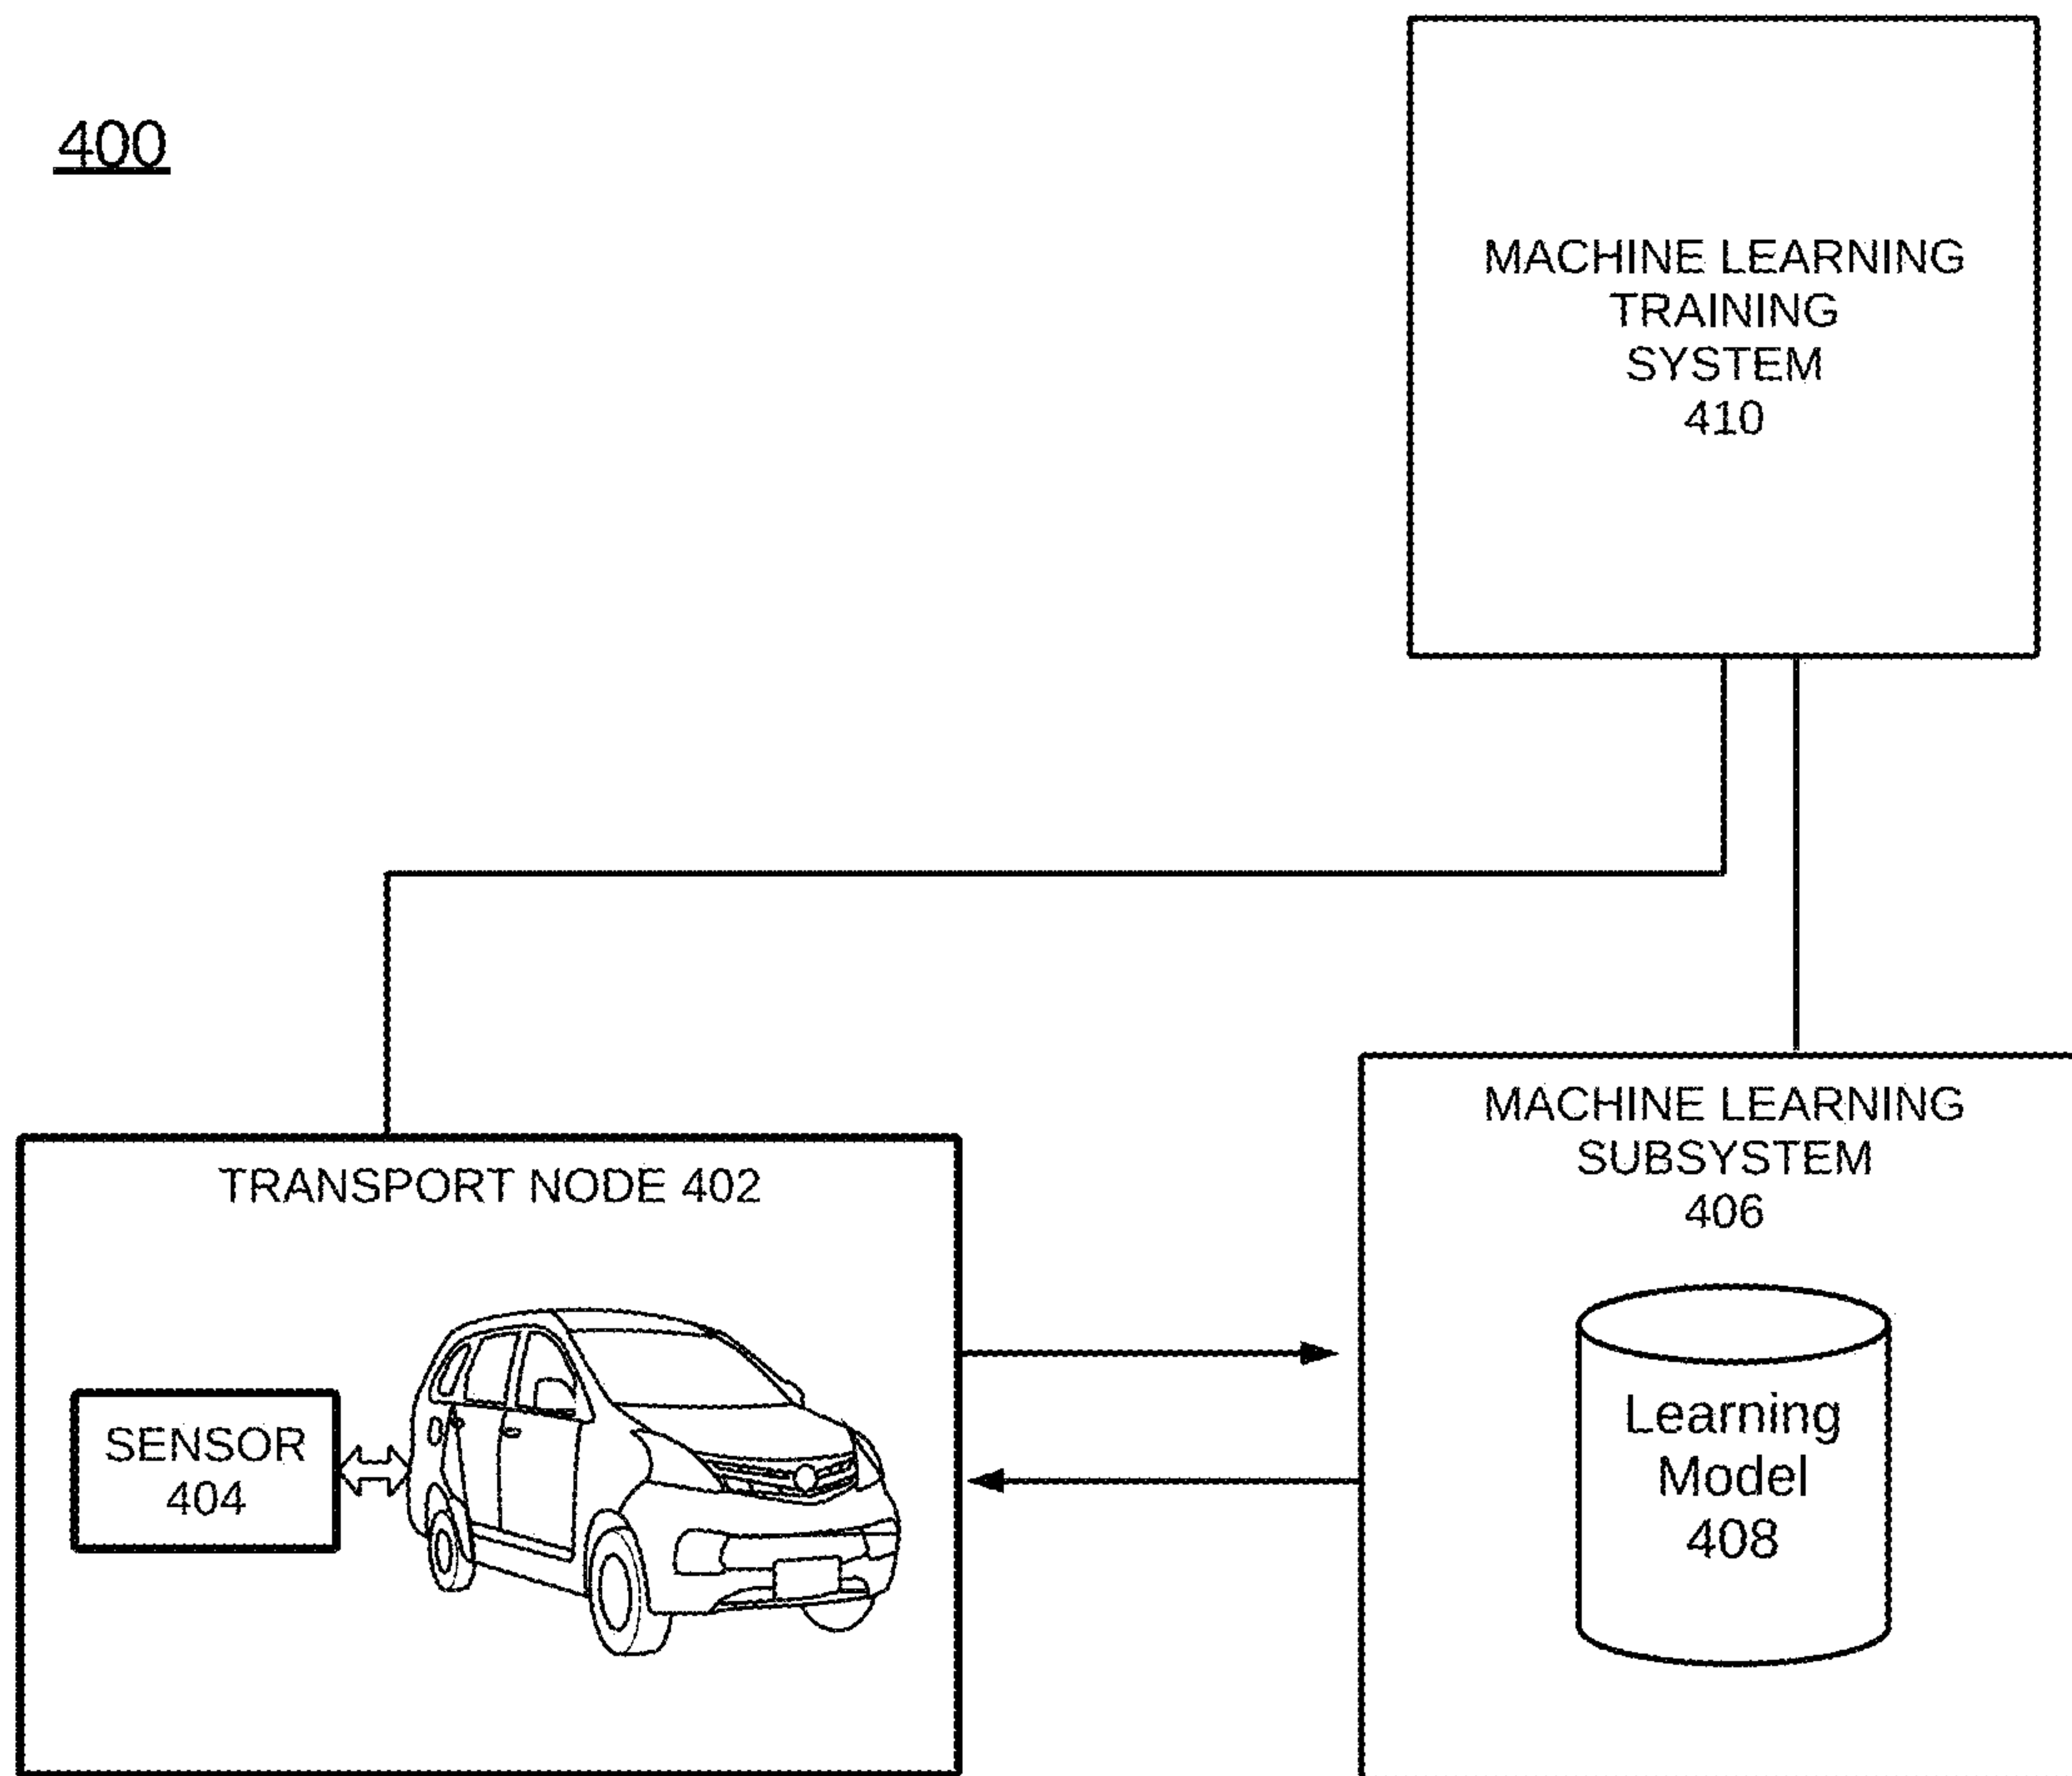 400
MACHINE LEARNING
TRAINING
SYSTEM
410
TRANSPORT NODE 402
SENSOR
404
MACHINE LEARNING
SUBSYSTEM
406
Learning
Model
408